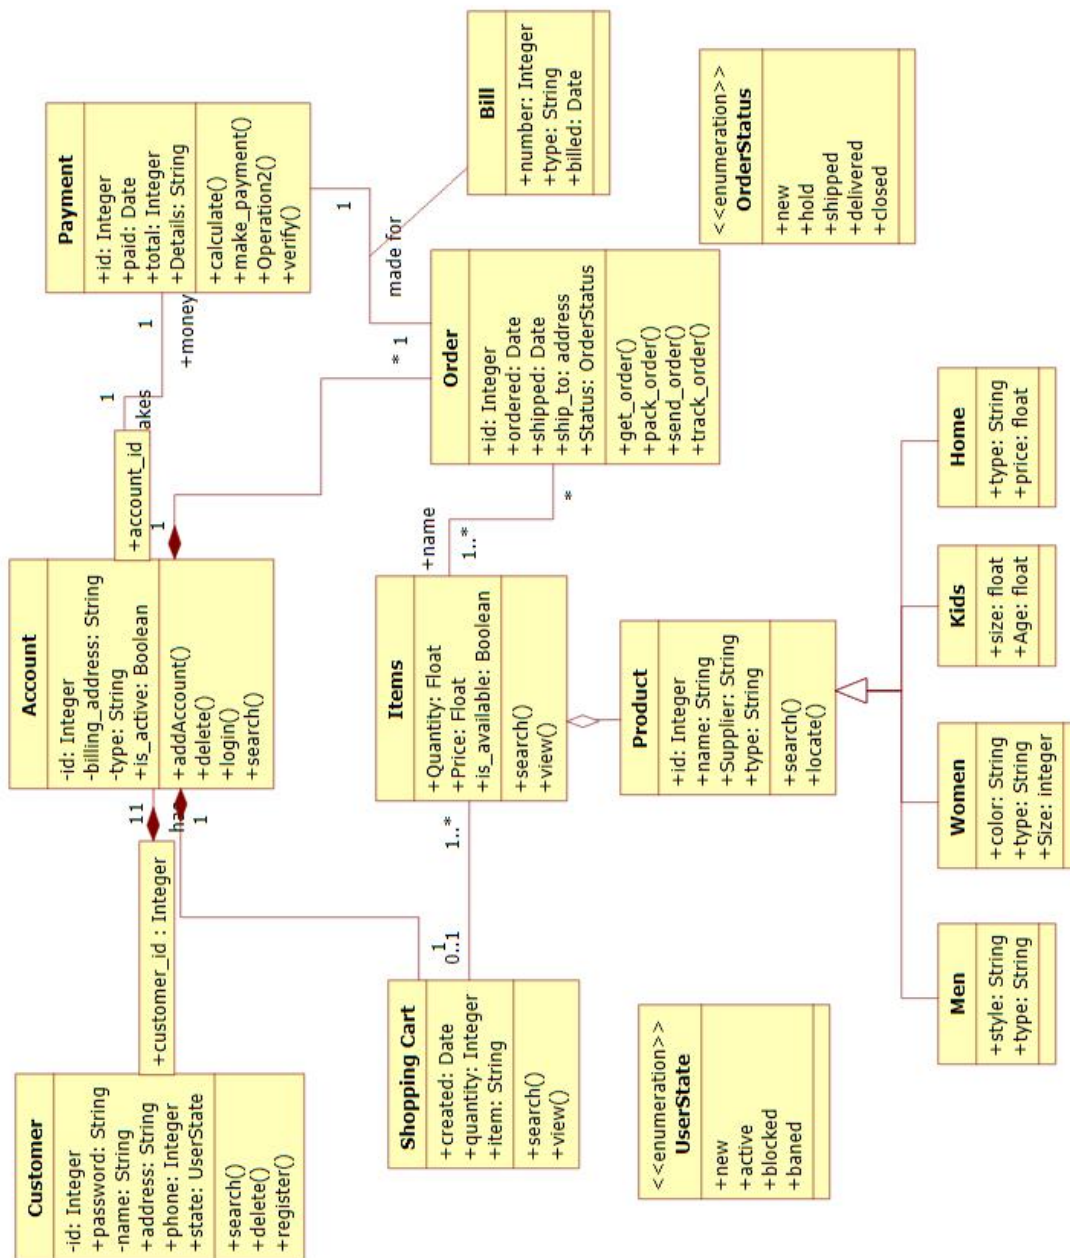 Customer
-id: Integer
+password: String
-name: String
+address: String
+phone: Integer
+state: UserState
+search()
+delete()
+register()
+customer_id : Integer
11
has
1
Account
-id: Integer
-billing_address: String
-type: String
+is_active: Boolean
+addAccount()
+delete()
+login()
+search()
+account_id
1
1
akes
1
+money
Payment
+id: Integer
+paid: Date
+total: Integer
+Details: String
+calculate()
+make_payment()
+Operation2()
+verify()
1
made for
* 1
Shopping Cart
+created: Date
+quantity: Integer
+item: String
+search()
+view()
1
0..1
1..*
Items
+Quantity: Float
+Price: Float
+is_available: Boolean
+search()
+view()
+name
1..*
*
Order
+id: Integer
+ordered: Date
+shipped: Date
+ship_to: address
+Status: OrderStatus
+get_order()
+pack_order()
+send_order()
+track_order()
Bill
+number: Integer
+type: String
+billed: Date
<<enumeration>>
UserState
+new
+active
+blocked
+baned
Product
+id: Integer
+name: String
+Supplier: String
+type: String
+search()
+locate()
<<enumeration>>
OrderStatus
+new
+hold
+shipped
+delivered
+closed
Men
+style: String
+type: String
Women
+color: String
+type: String
+Size: integer
Kids
+size: float
+Age: float
Home
+type: String
+price: float